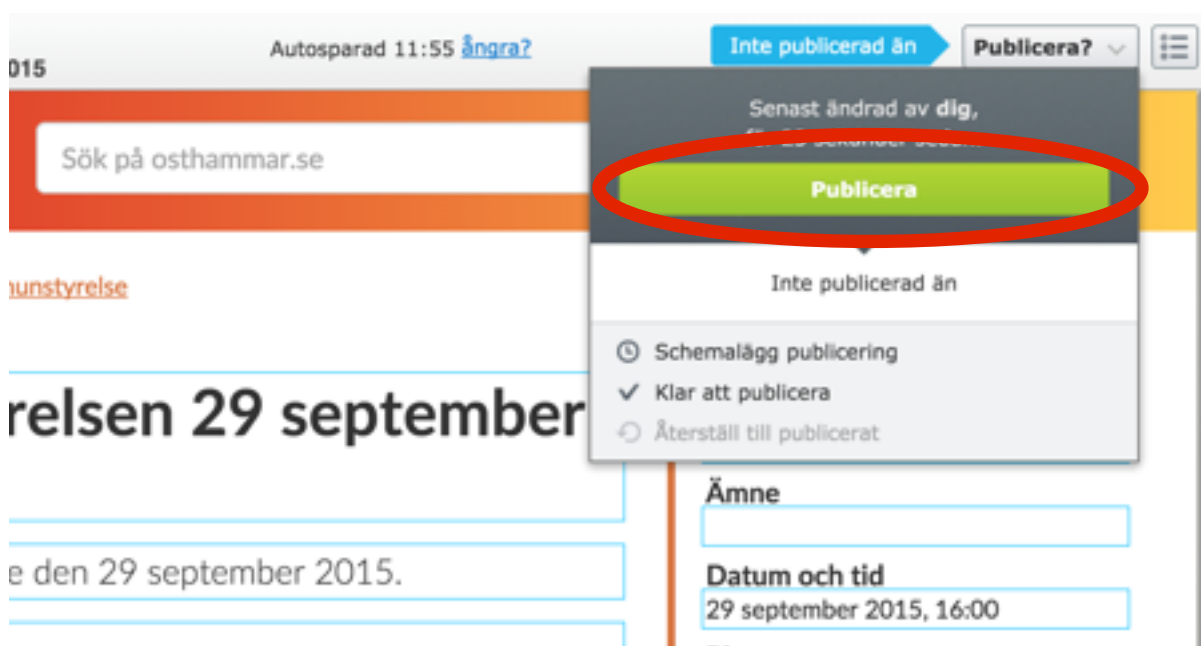 015
Autosparad 11:55 ångra?
Inte publicerad än
Publicera?
Senast ändrad av dig,
sekunder
Publicera
Inte publicerad än
Schemalägg publicering
Klar att publicera
Återställ till publicerat
Sök på osthammar.se
unstyrelse
relsen 29 september
e den 29 september 2015.
Ämne
Datum och tid
29 september 2015, 16:00